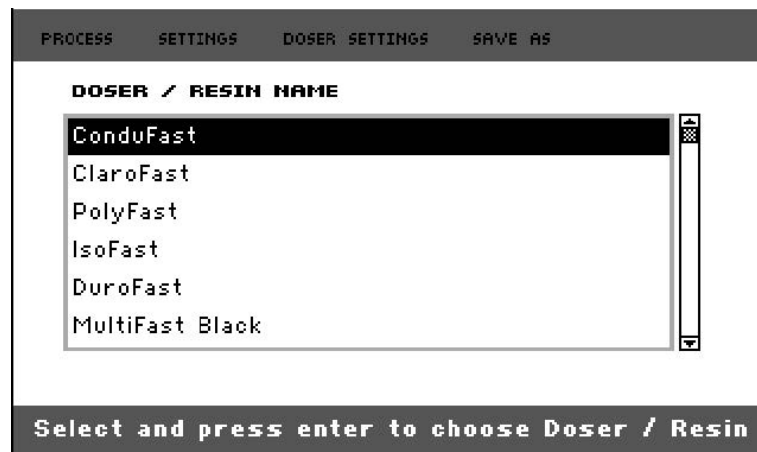 PROCESS SETTINGS DOSER SETTINGS SAVE AS
DOSER / RESIN NAME
ConduFast
ClaroFast
PolyFast
IsoFast
DuroFast
MultiFast Black
Select and press enter to choose Doser / Resin